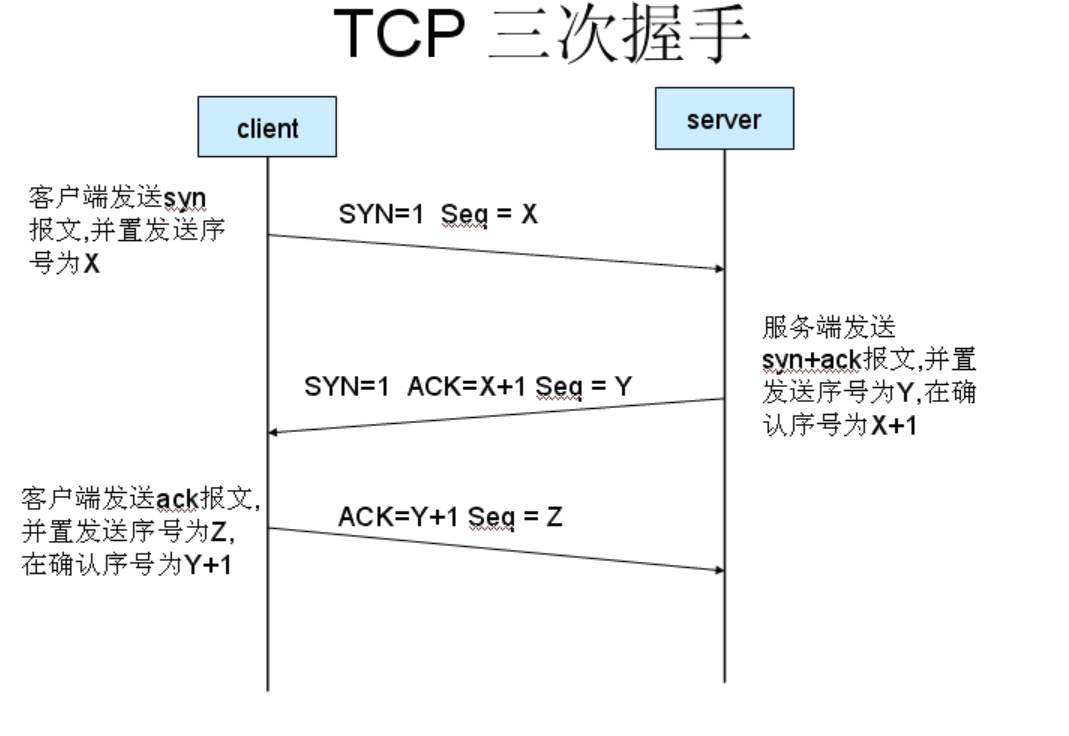 TCP 三次握手
client
server
客户端发送syn
报文,并置发送序
号为X
SYN=1 Seq = X
服务端发送
syn+ack报文,并置
发送序号为Y,在确
认序号为X+1
SYN=1 ACK=X+1 Seq = Y
客户端发送ack报文,
并置发送序号为Z,
在确认序号为Y+1
ACK=Y+1 Seq = Z